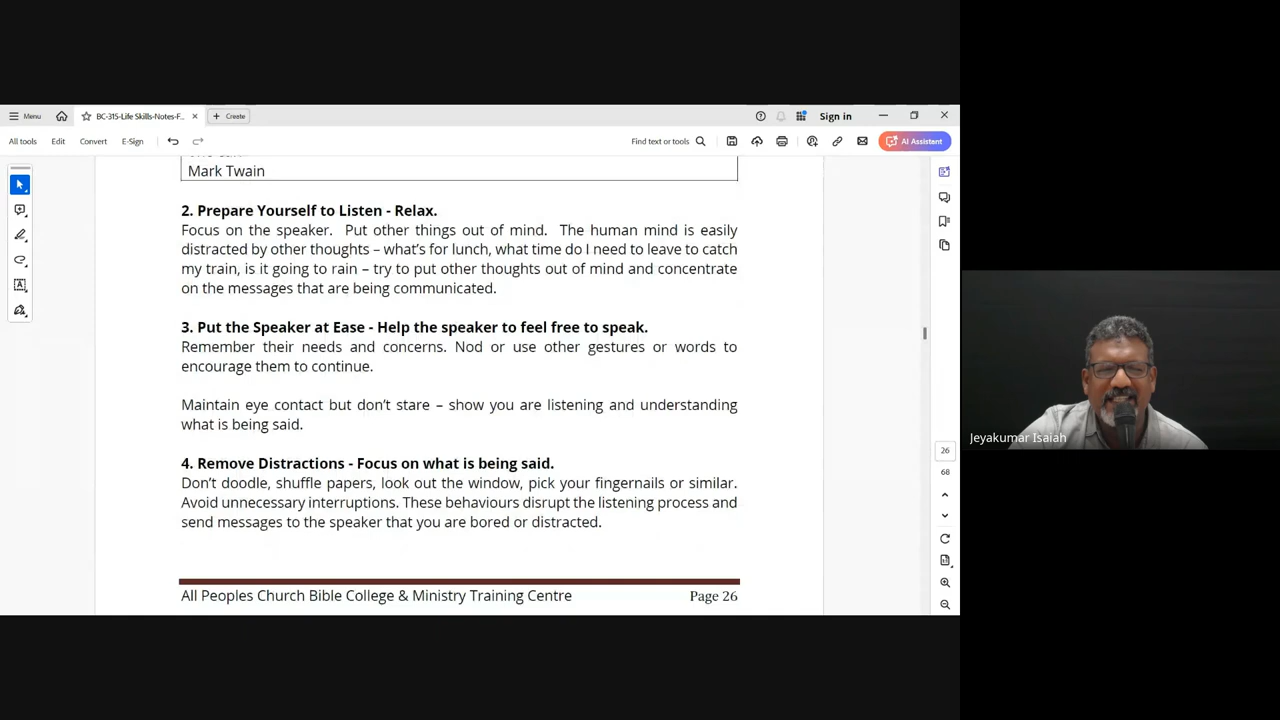 Menu
BC-315-Life Skills-Notes-F...
Create
Sign in
All tools
Edit
Convert
E-Sign
Find text or tools
AI Assistant
Mark Twain
2. Prepare Yourself to Listen - Relax.
Focus on the speaker. Put other things out of mind. The human mind is easily
distracted by other thoughts – what's for lunch, what time do I need to leave to catch
my train, is it going to rain – try to put other thoughts out of mind and concentrate
on the messages that are being communicated.
3. Put the Speaker at Ease - Help the speaker to feel free to speak.
Remember their needs and concerns. Nod or use other gestures or words to
encourage them to continue.
Maintain eye contact but don't stare – show you are listening and understanding
what is being said.
4. Remove Distractions - Focus on what is being said.
Don't doodle, shuffle papers, look out the window, pick your fingernails or similar.
Avoid unnecessary interruptions. These behaviours disrupt the listening process and
send messages to the speaker that you are bored or distracted.
All Peoples Church Bible College & Ministry Training Centre Page 26
26
68
Jeyakumar Isaiah